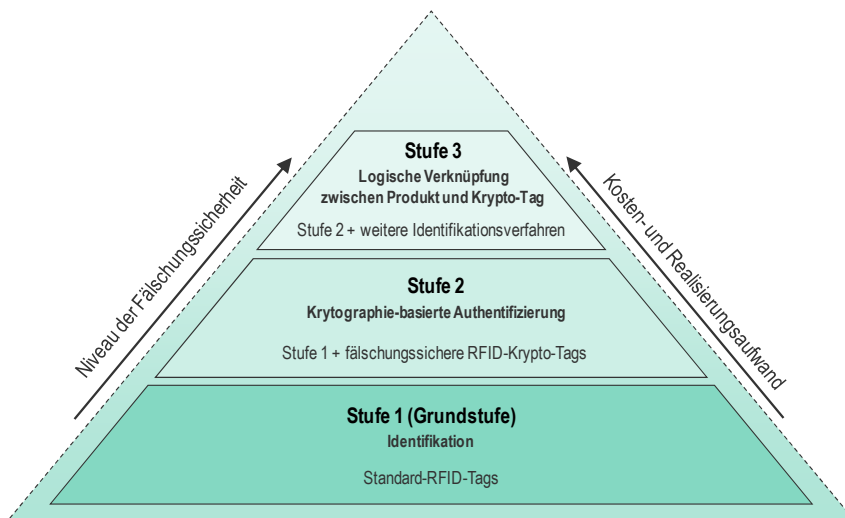 Stufe 3
Logische Verknüpfung
zwischen Produkt und Krypto-Tag
Stufe 2 + weitere Identifikationsverfahren
Niveau der Fälschungssicherheit
Kosten- und Realisierungsaufwand
Stufe 2
Krytographie-basierte Authentifizierung
Stufe 1 + fälschungssichere RFID-Krypto-Tags
Stufe 1 (Grundstufe)
Identifikation
Standard-RFID-Tags